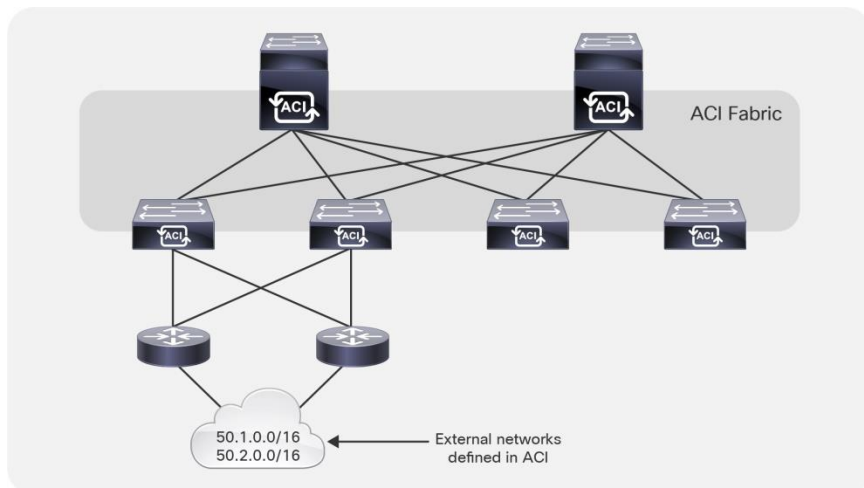 ACI
ACI
ACI Fabric
ACI
ACI
ACI
ACI
50.1.0.0/16
50.2.0.0/16
External networks
defined in ACI